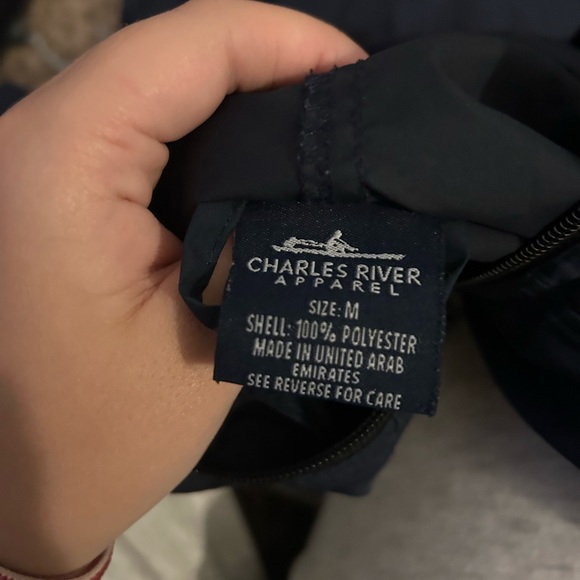 CHARLES RIVER
APPAREL
SIZE: M
SHELL: 100% POLYESTER
MADE IN UNITED ARAB
EMIRATES
SEE REVERSE FOR CARE